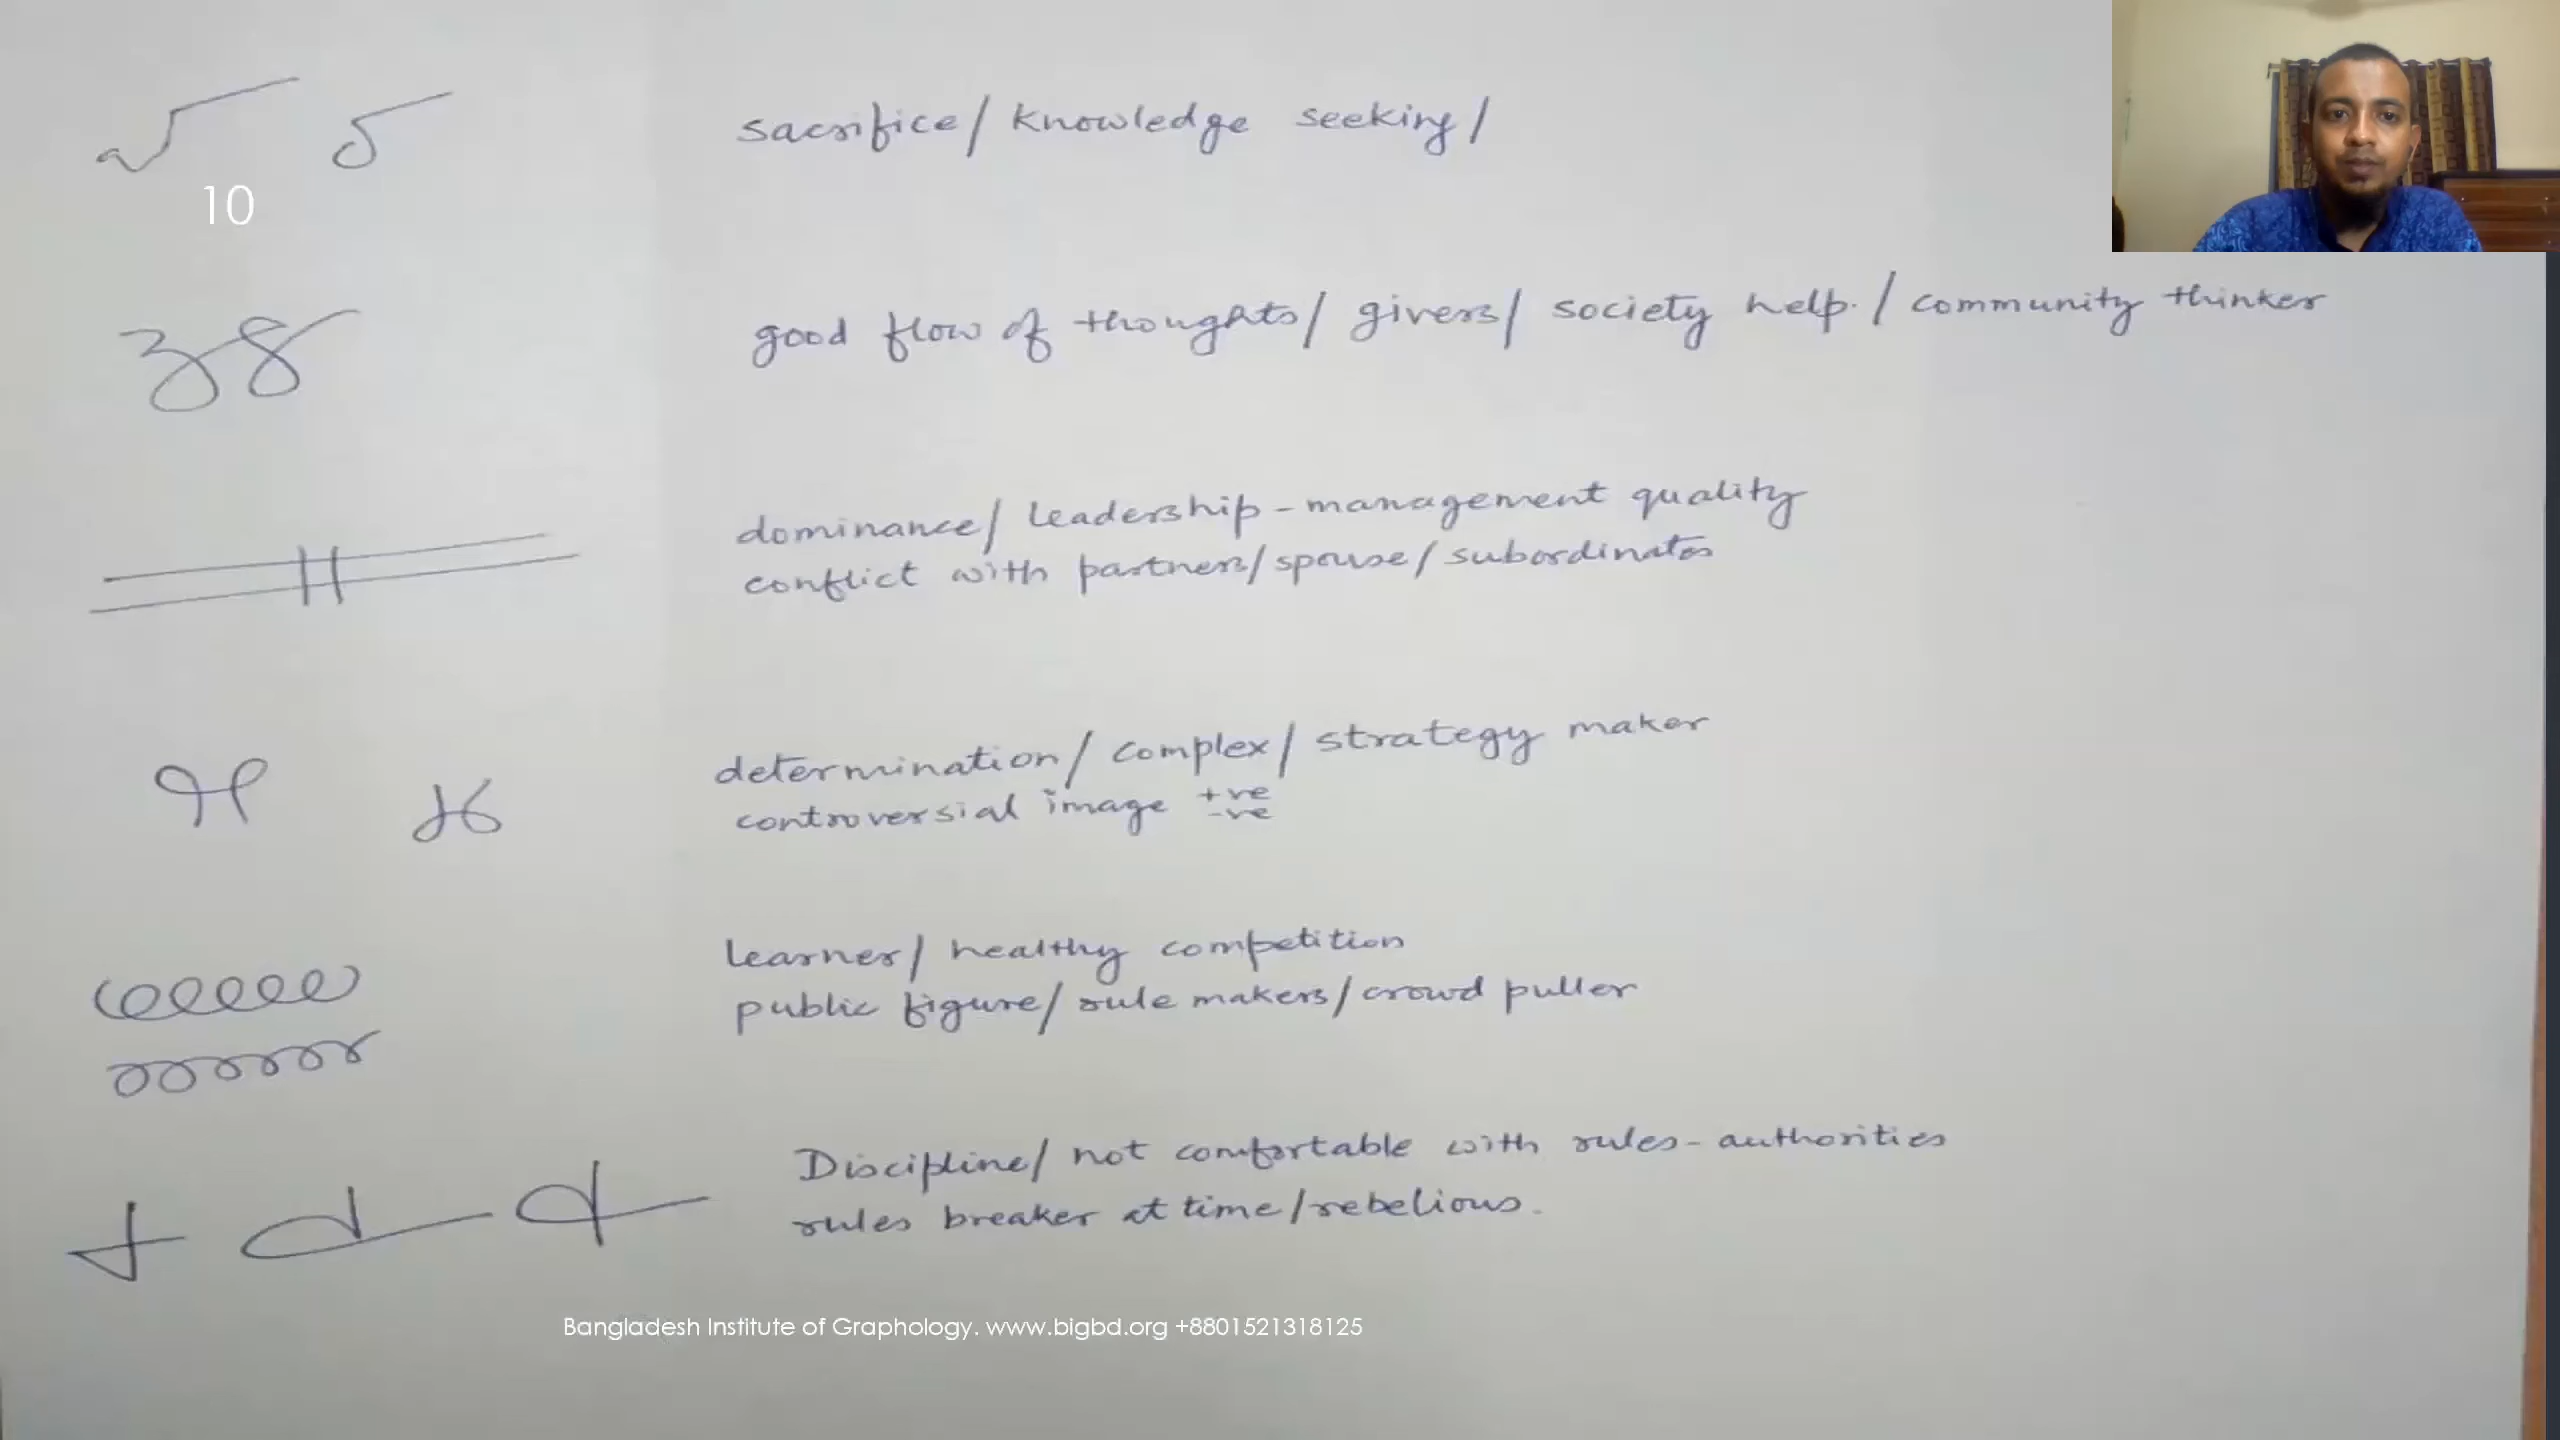 sacrifice/ knowledge seeking/
10
good flow of thoughts/ givers/ society help./ community thinker
dominance/ leadership-management quality
conflict with partners/spouse/subordinates
determination/ complex/ strategy maker
controversial image +ve
-ve
learner/ healthy competition
public figure/ rule makers/crowd puller
Discipline/ not comfortable with rules-authorities
rules breaker at time/rebelious.
Bangladesh Institute of Graphology. www.bigbd.org +8801521318125